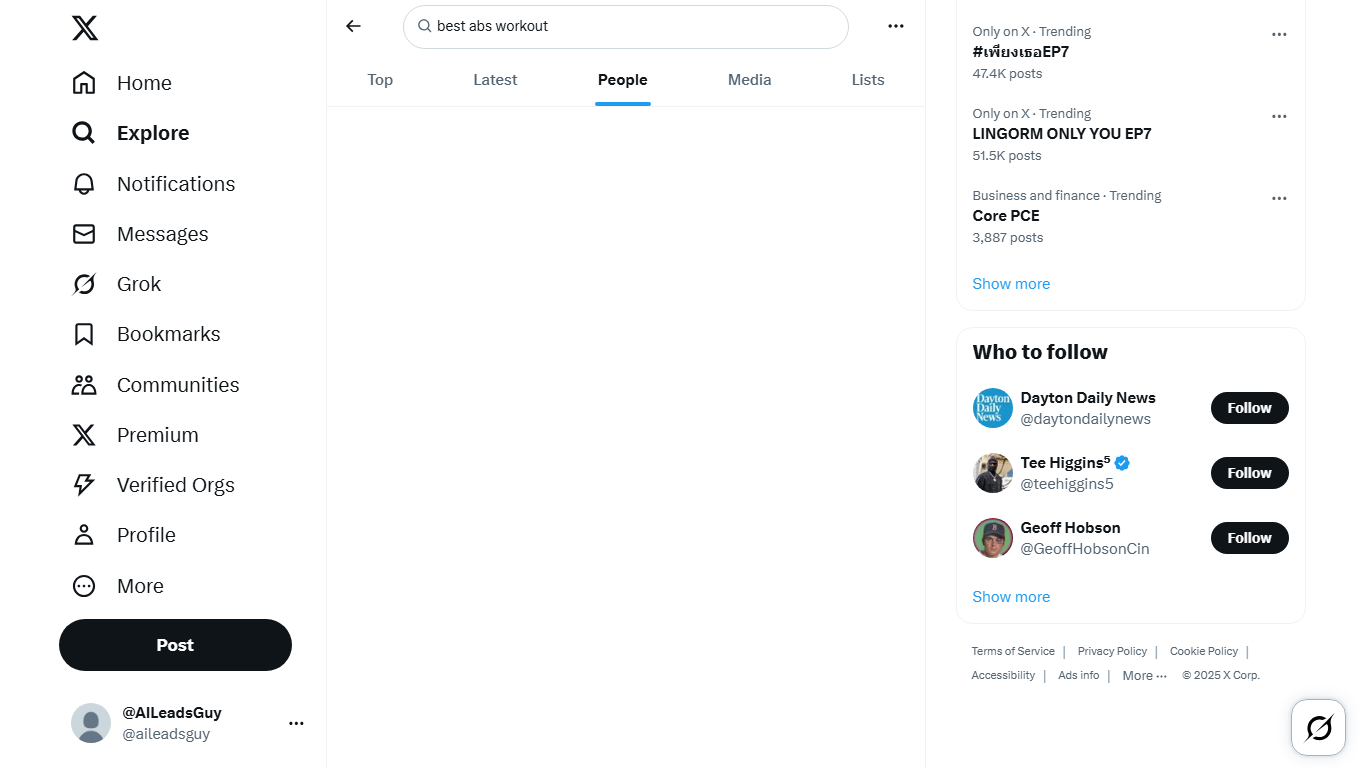 Home
Explore
Notifications
Messages
Grok
Bookmarks
Communities
Premium
Verified Orgs
Profile
More
Post
@AILeadsGuy
@aileadsguy
best abs workout
Top
Latest
People
Media
Lists
Only on X · Trending
#เพียงเธอEP7
47.4K posts
Only on X · Trending
LINGORM ONLY YOU EP7
51.5K posts
Business and finance · Trending
Core PCE
3,887 posts
Show more
Who to follow
Dayton Daily News
Dayton Daily News
@daytondailynews
Follow
Tee Higgins⁵
@teehiggins5
Follow
Geoff Hobson
@GeoffHobsonCin
Follow
Show more
Terms of Service | Privacy Policy | Cookie Policy |
Accessibility | Ads info | More ··· © 2025 X Corp.